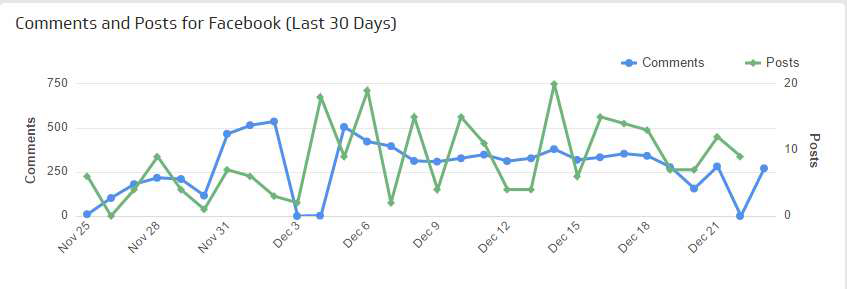 Comments and Posts for Facebook (Last 30 Days)
Comments Posts
750 20
500
250 10
0 0
Comments
Posts
Nov 25 Nov 28 Nov 31 Dec 3 Dec 6 Dec 9 Dec 12 Dec 15 Dec 18 Dec 21